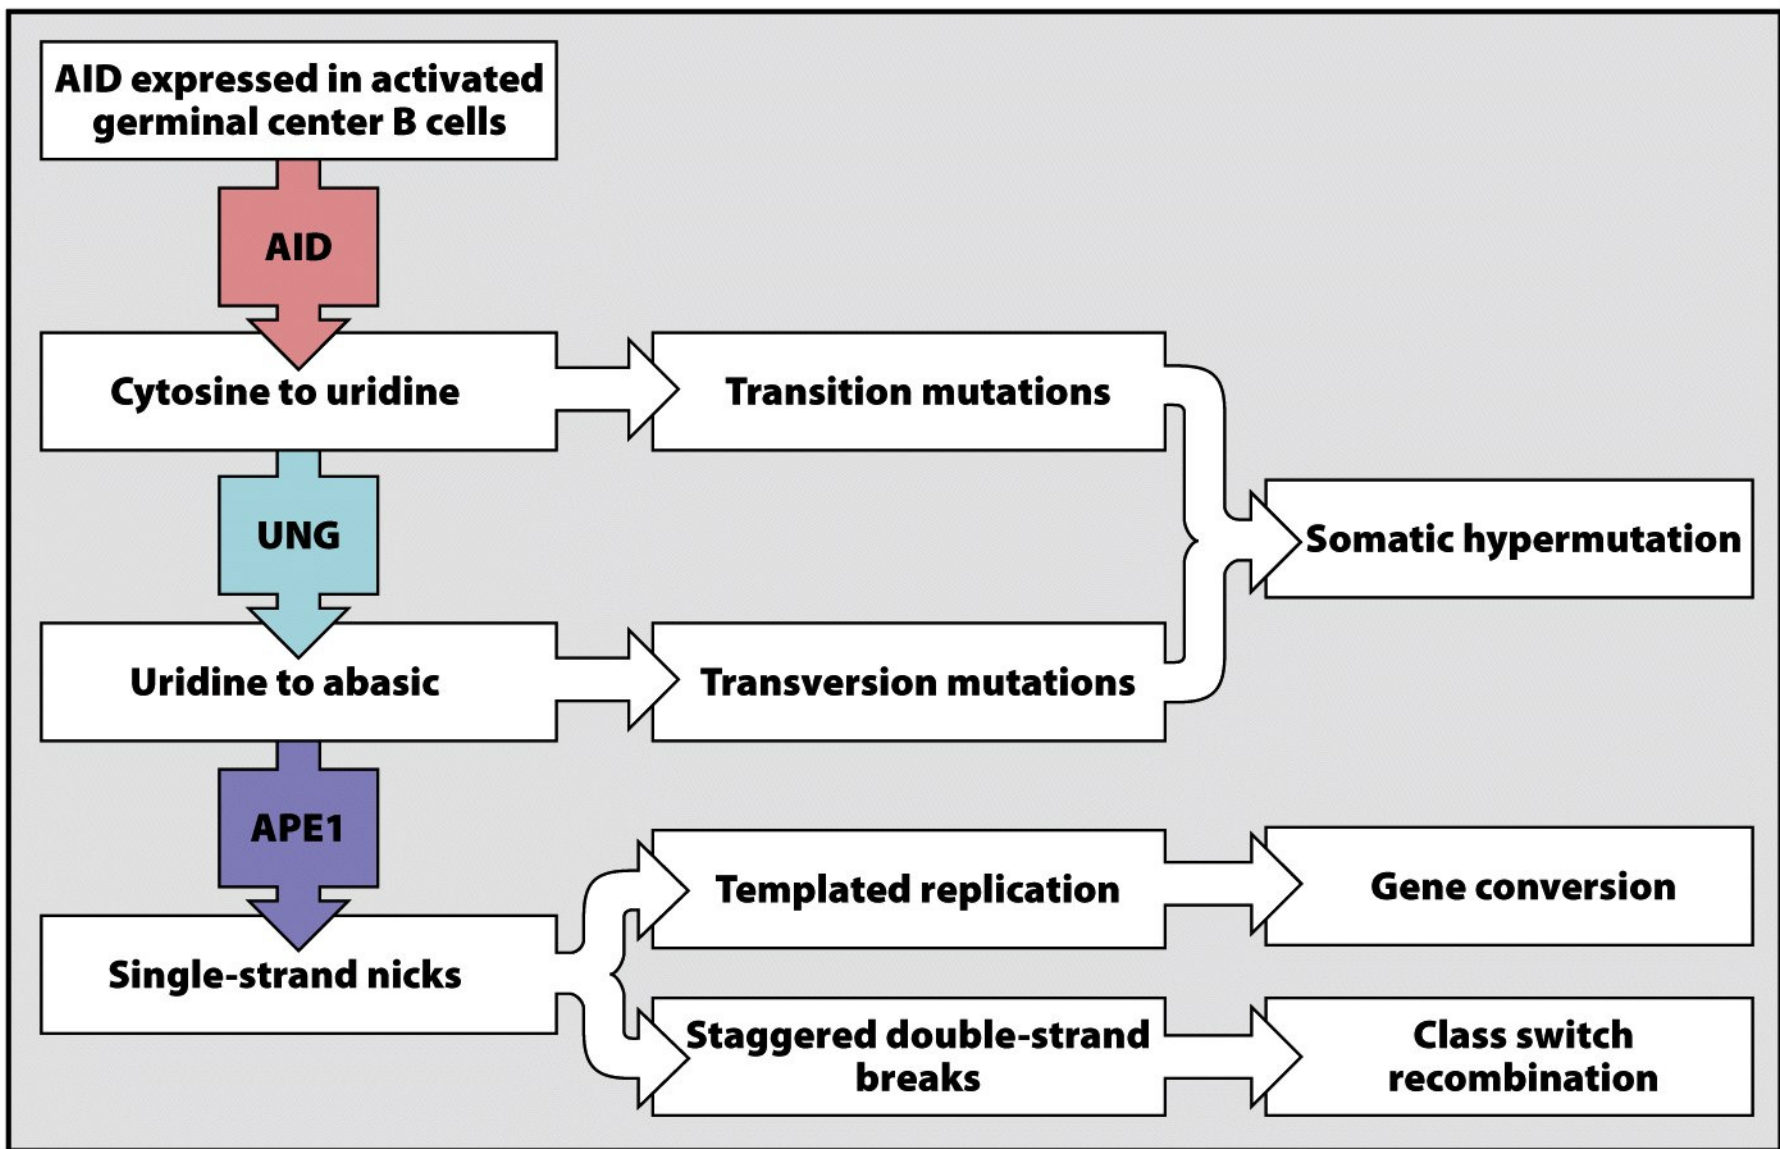 AID expressed in activated
germinal center B cells
AID
Cytosine to uridine
Transition mutations
UNG
Somatic hypermutation
Uridine to abasic
Transversion mutations
APE1
Templated replication
Gene conversion
Single-strand nicks
Staggered double-strand
breaks
Class switch
recombination